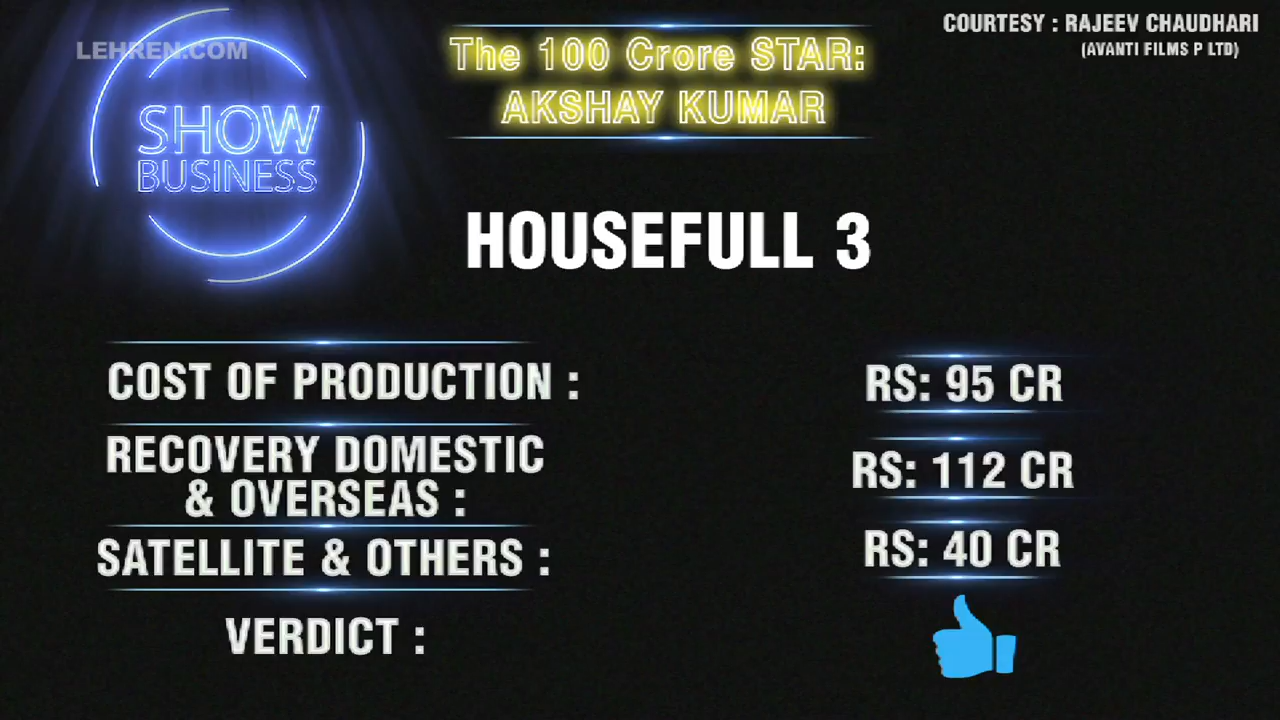 LEHREN.COM
SHOW
BUSINESS
The 100 Crore STAR:
AKSHAY KUMAR
COURTESY : RAJEEV CHAUDHARI
(AVANTI FILMS P LTD)
HOUSEFULL 3
COST OF PRODUCTION : RS: 95 CR
RECOVERY DOMESTIC
& OVERSEAS : RS: 112 CR
SATELLITE & OTHERS : RS: 40 CR
VERDICT :